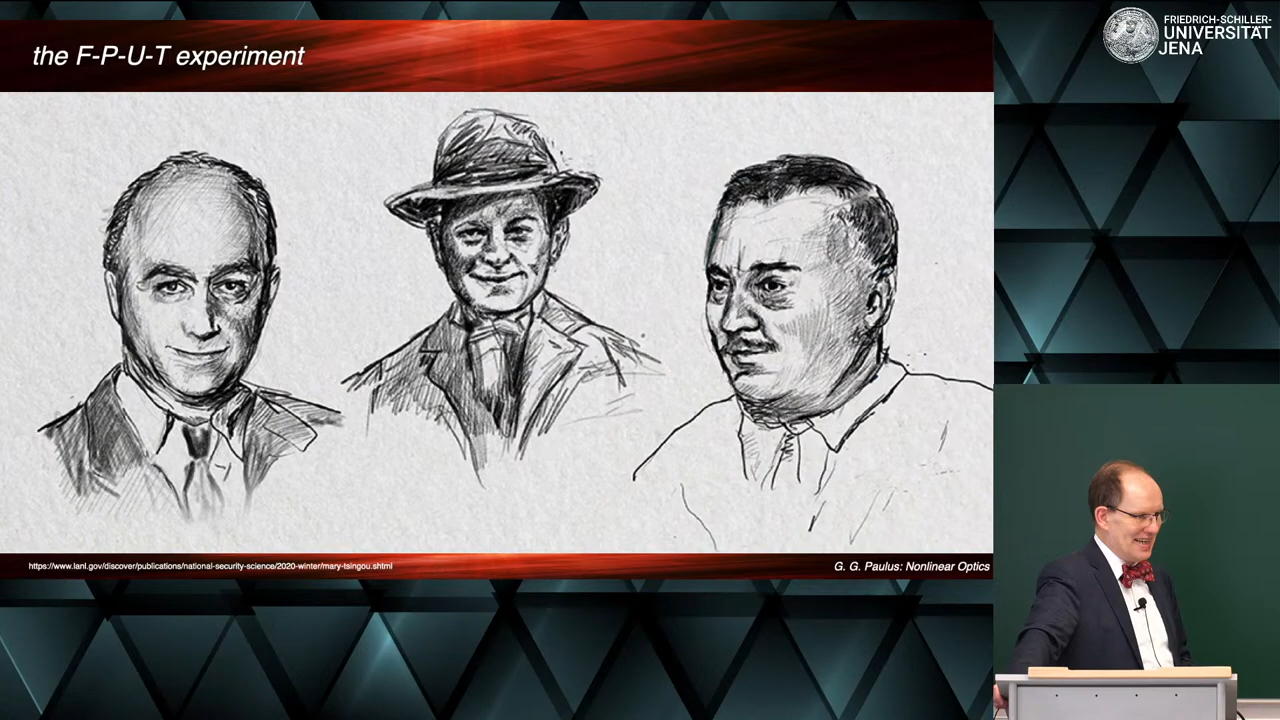 the F-P-U-T experiment
FRIEDRICH-SCHILLER-
UNIVERSITÄT
JENA
https://www.lanl.gov/discover/publications/national-security-science/2020-winter/mary-tsingou.shtml
G. G. Paulus: Nonlinear Optics